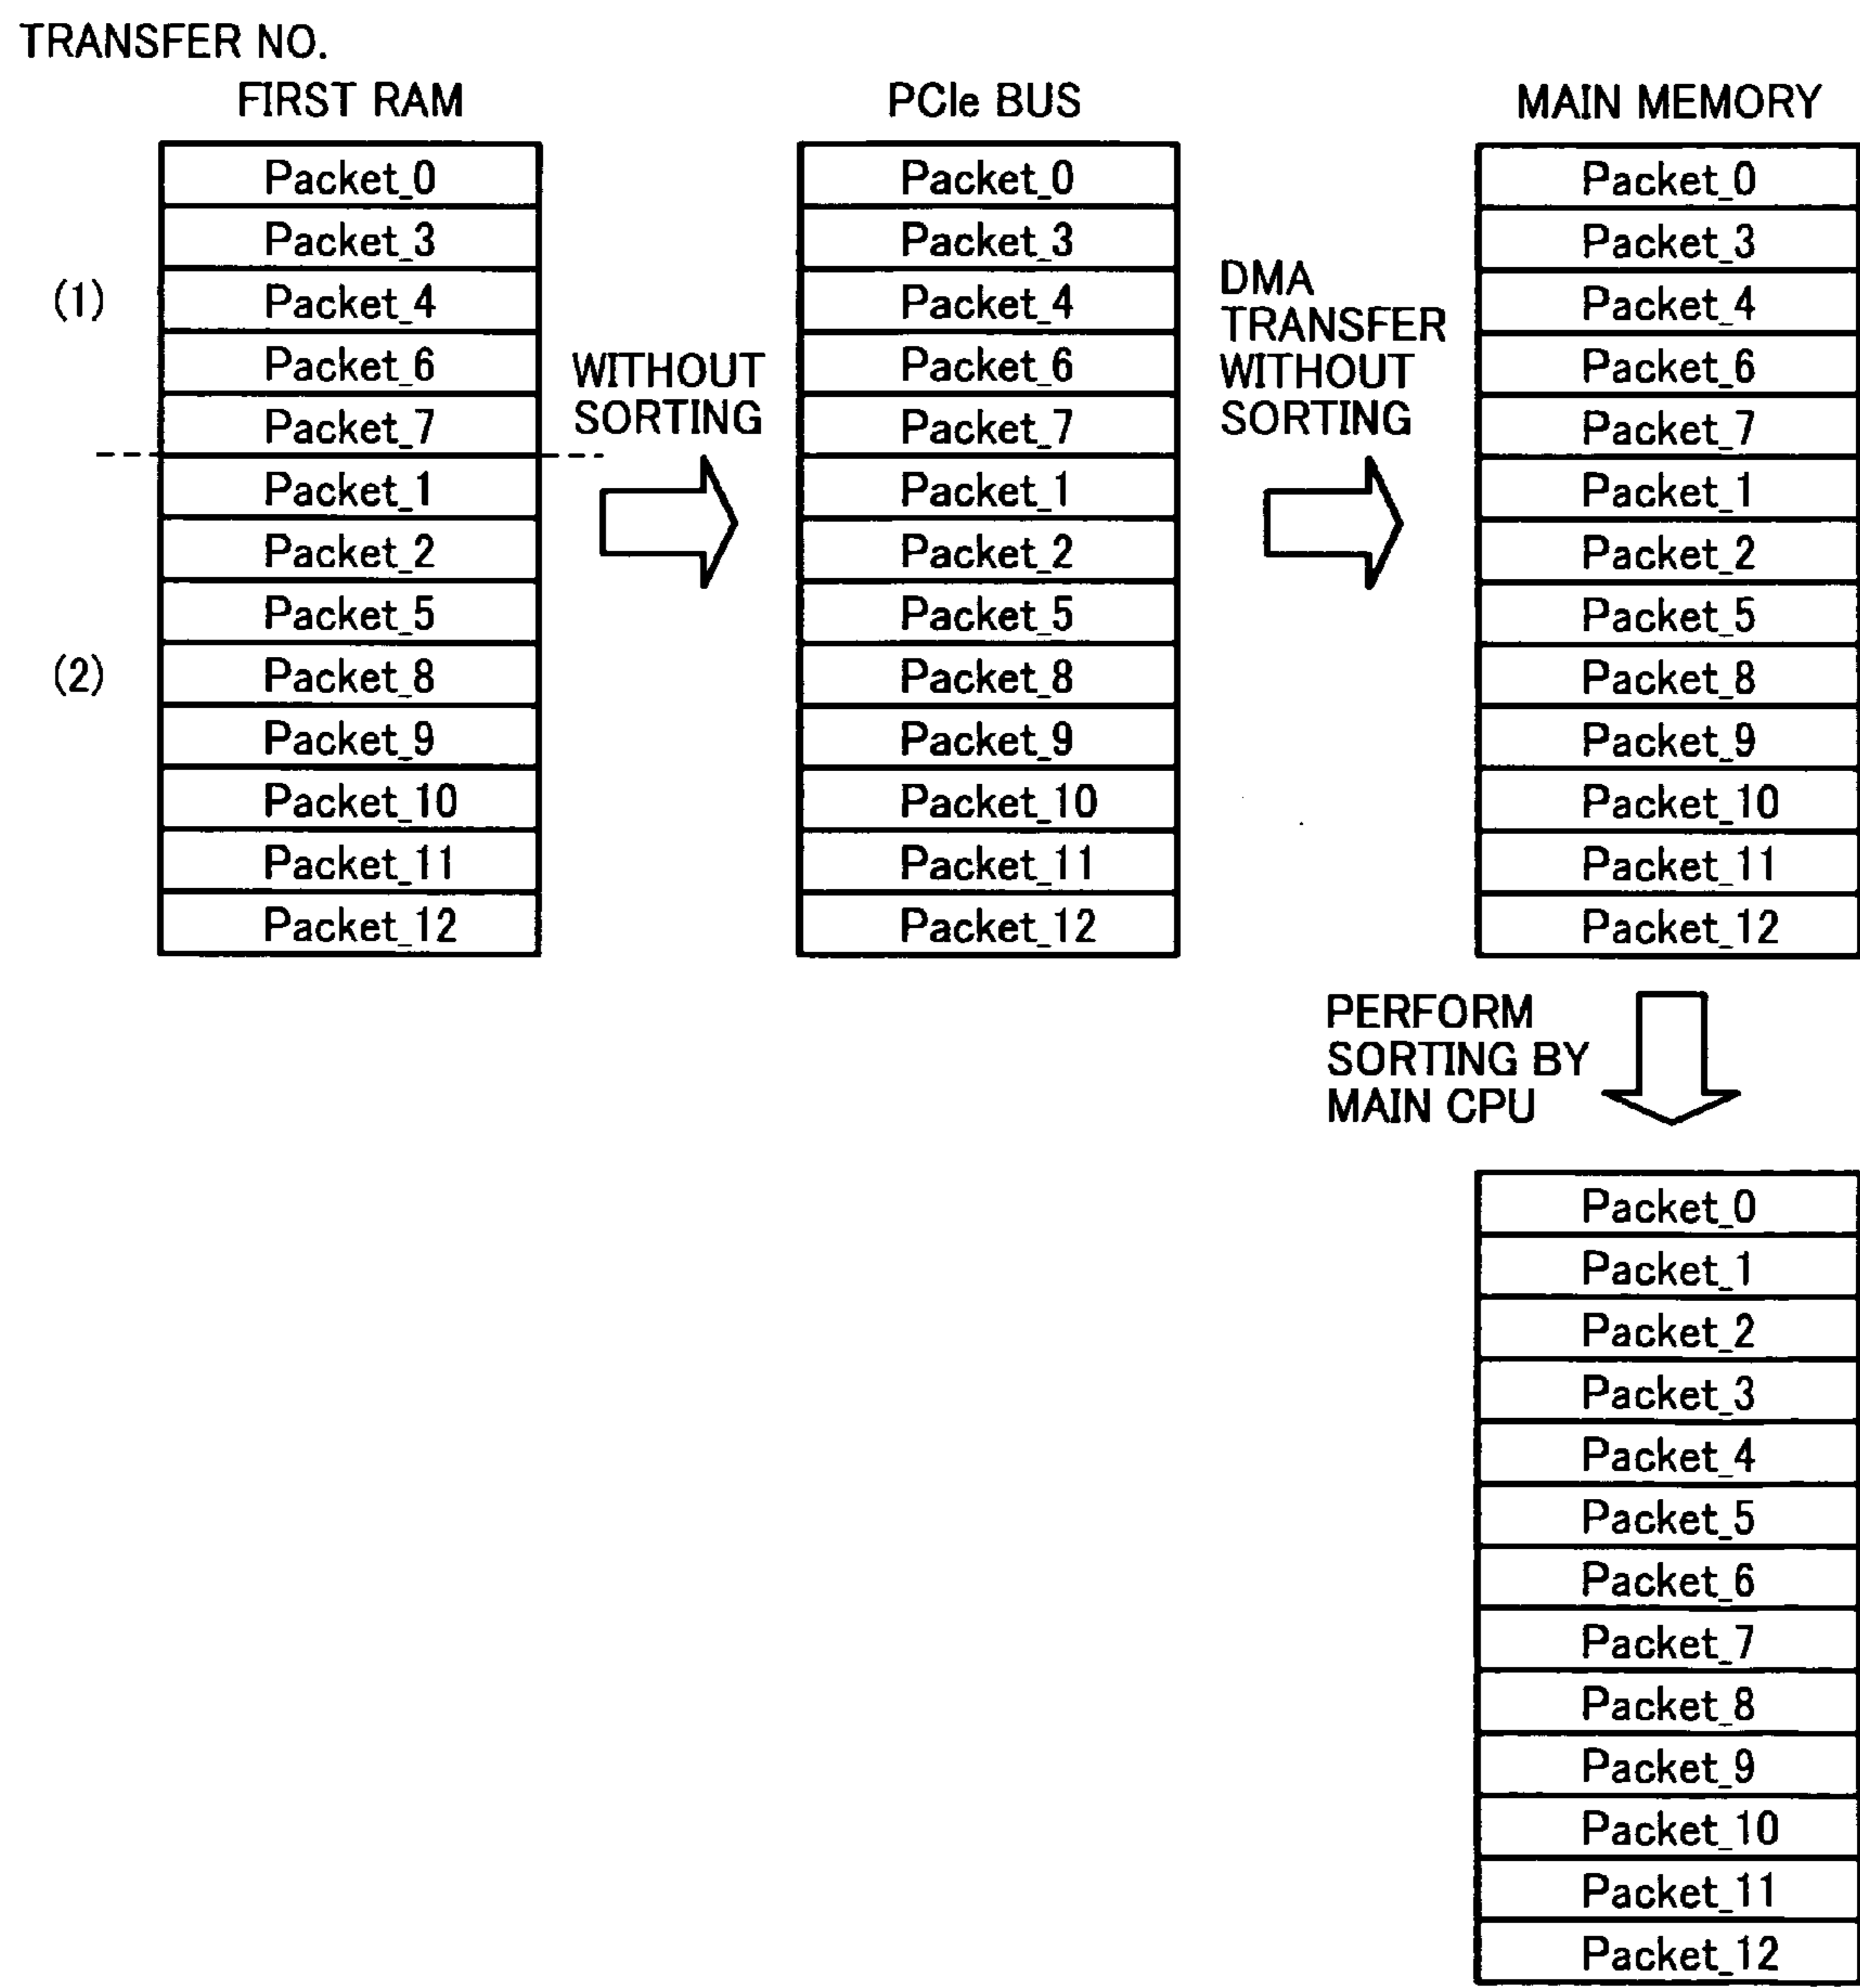 TRANSFER NO.
FIRST RAM
(1)
Packet_0
Packet_3
Packet_4
Packet_6
Packet_7
(2)
Packet_1
Packet_2
Packet_5
Packet_8
Packet_9
Packet_10
Packet_11
Packet_12
WITHOUT
SORTING
PCIe BUS
Packet_0
Packet_3
Packet_4
Packet_6
Packet_7
Packet_1
Packet_2
Packet_5
Packet_8
Packet_9
Packet_10
Packet_11
Packet_12
DMA
TRANSFER
WITHOUT
SORTING
MAIN MEMORY
Packet_0
Packet_3
Packet_4
Packet_6
Packet_7
Packet_1
Packet_2
Packet_5
Packet_8
Packet_9
Packet_10
Packet_11
Packet_12
PERFORM
SORTING BY
MAIN CPU
Packet_0
Packet_1
Packet_2
Packet_3
Packet_4
Packet_5
Packet_6
Packet_7
Packet_8
Packet_9
Packet_10
Packet_11
Packet_12